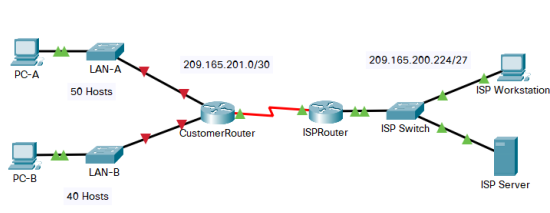 PC-A
LAN-A
50 Hosts
209.165.201.0/30
CustomerRouter
ISPRouter
209.165.200.224/27
ISP Switch
ISP Workstation
ISP Server
PC-B
LAN-B
40 Hosts